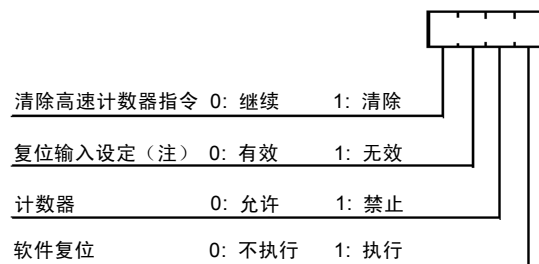 清除高速计数器指令 0: 继续 1: 清除
复位输入设定（注） 0: 有效 1: 无效
计数器 0: 允许 1: 禁止
软件复位 0: 不执行 1: 执行